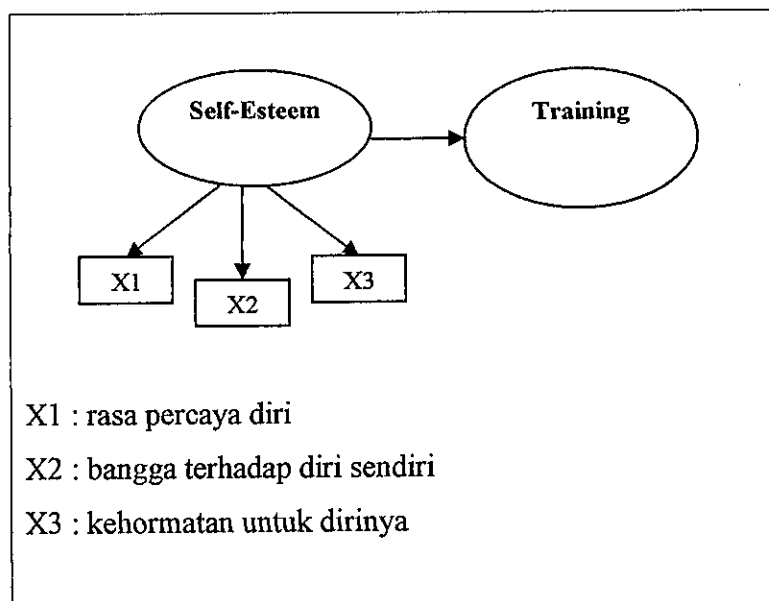 Self-Esteem
Training
X1
X2
X3
X1 : rasa percaya diri
X2 : bangga terhadap diri sendiri
X3 : kehormatan untuk dirinya